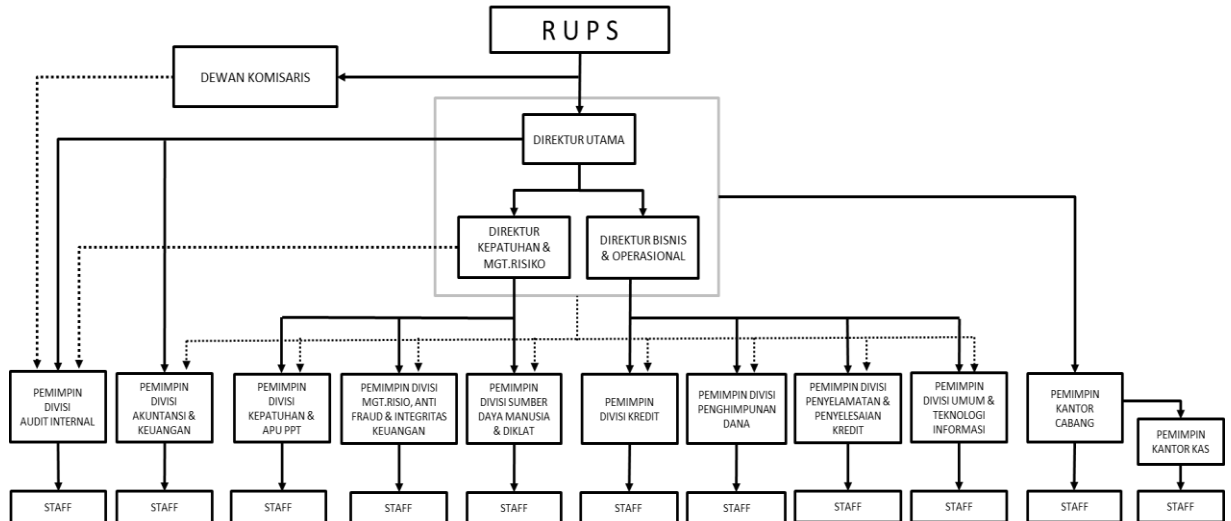 R U P S
DEWAN KOMISARIS
DIREKTUR UTAMA
DIREKTUR
KEPATUHAN &
MGT.RISIKO
DIREKTUR BISNIS
& OPERASIONAL
PEMIMPIN
DIVISI
AUDIT INTERNAL
PEMIMPIN
DIVISI
AKUNTANSI &
KEUANGAN
PEMIMPIN
DIVISI
KEPATUHAN &
APU PPT
PEMIMPIN DIVISI
MGT.RISIO, ANTI
FRAUD & INTEGRITAS
KEUANGAN
PEMIMPIN
DIVISI SUMBER
DAYA MANUSIA
& DIKLAT
PEMIMPIN
DIVISI KREDIT
PEMIMPIN DIVISI
PENGHIMPUNAN
DANA
PEMIMPIN DIVISI
PENYELAMATAN &
PENYELESAIAN
KREDIT
PEMIMPIN
DIVISI UMUM &
TEKNOLOGI
INFORMASI
PEMIMPIN
KANTOR
CABANG
PEMIMPIN
KANTOR KAS
STAFF
STAFF
STAFF
STAFF
STAFF
STAFF
STAFF
STAFF
STAFF
STAFF
STAFF